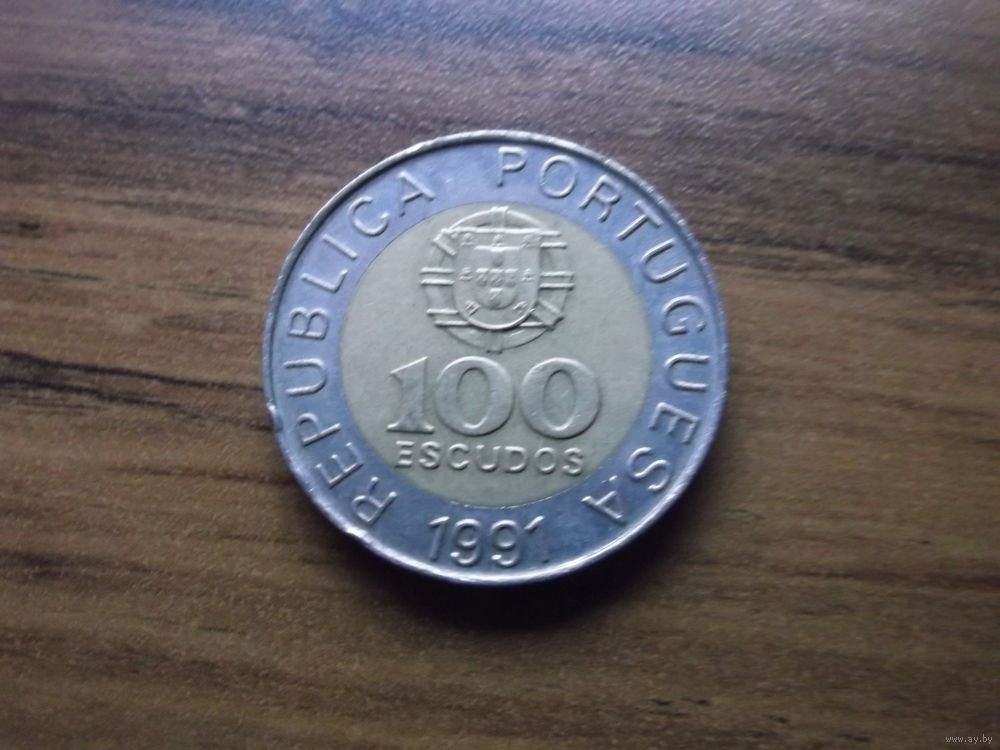 REPUBLICA PORTUGUESA
100
ESCUDOS
1991
www.ay.by